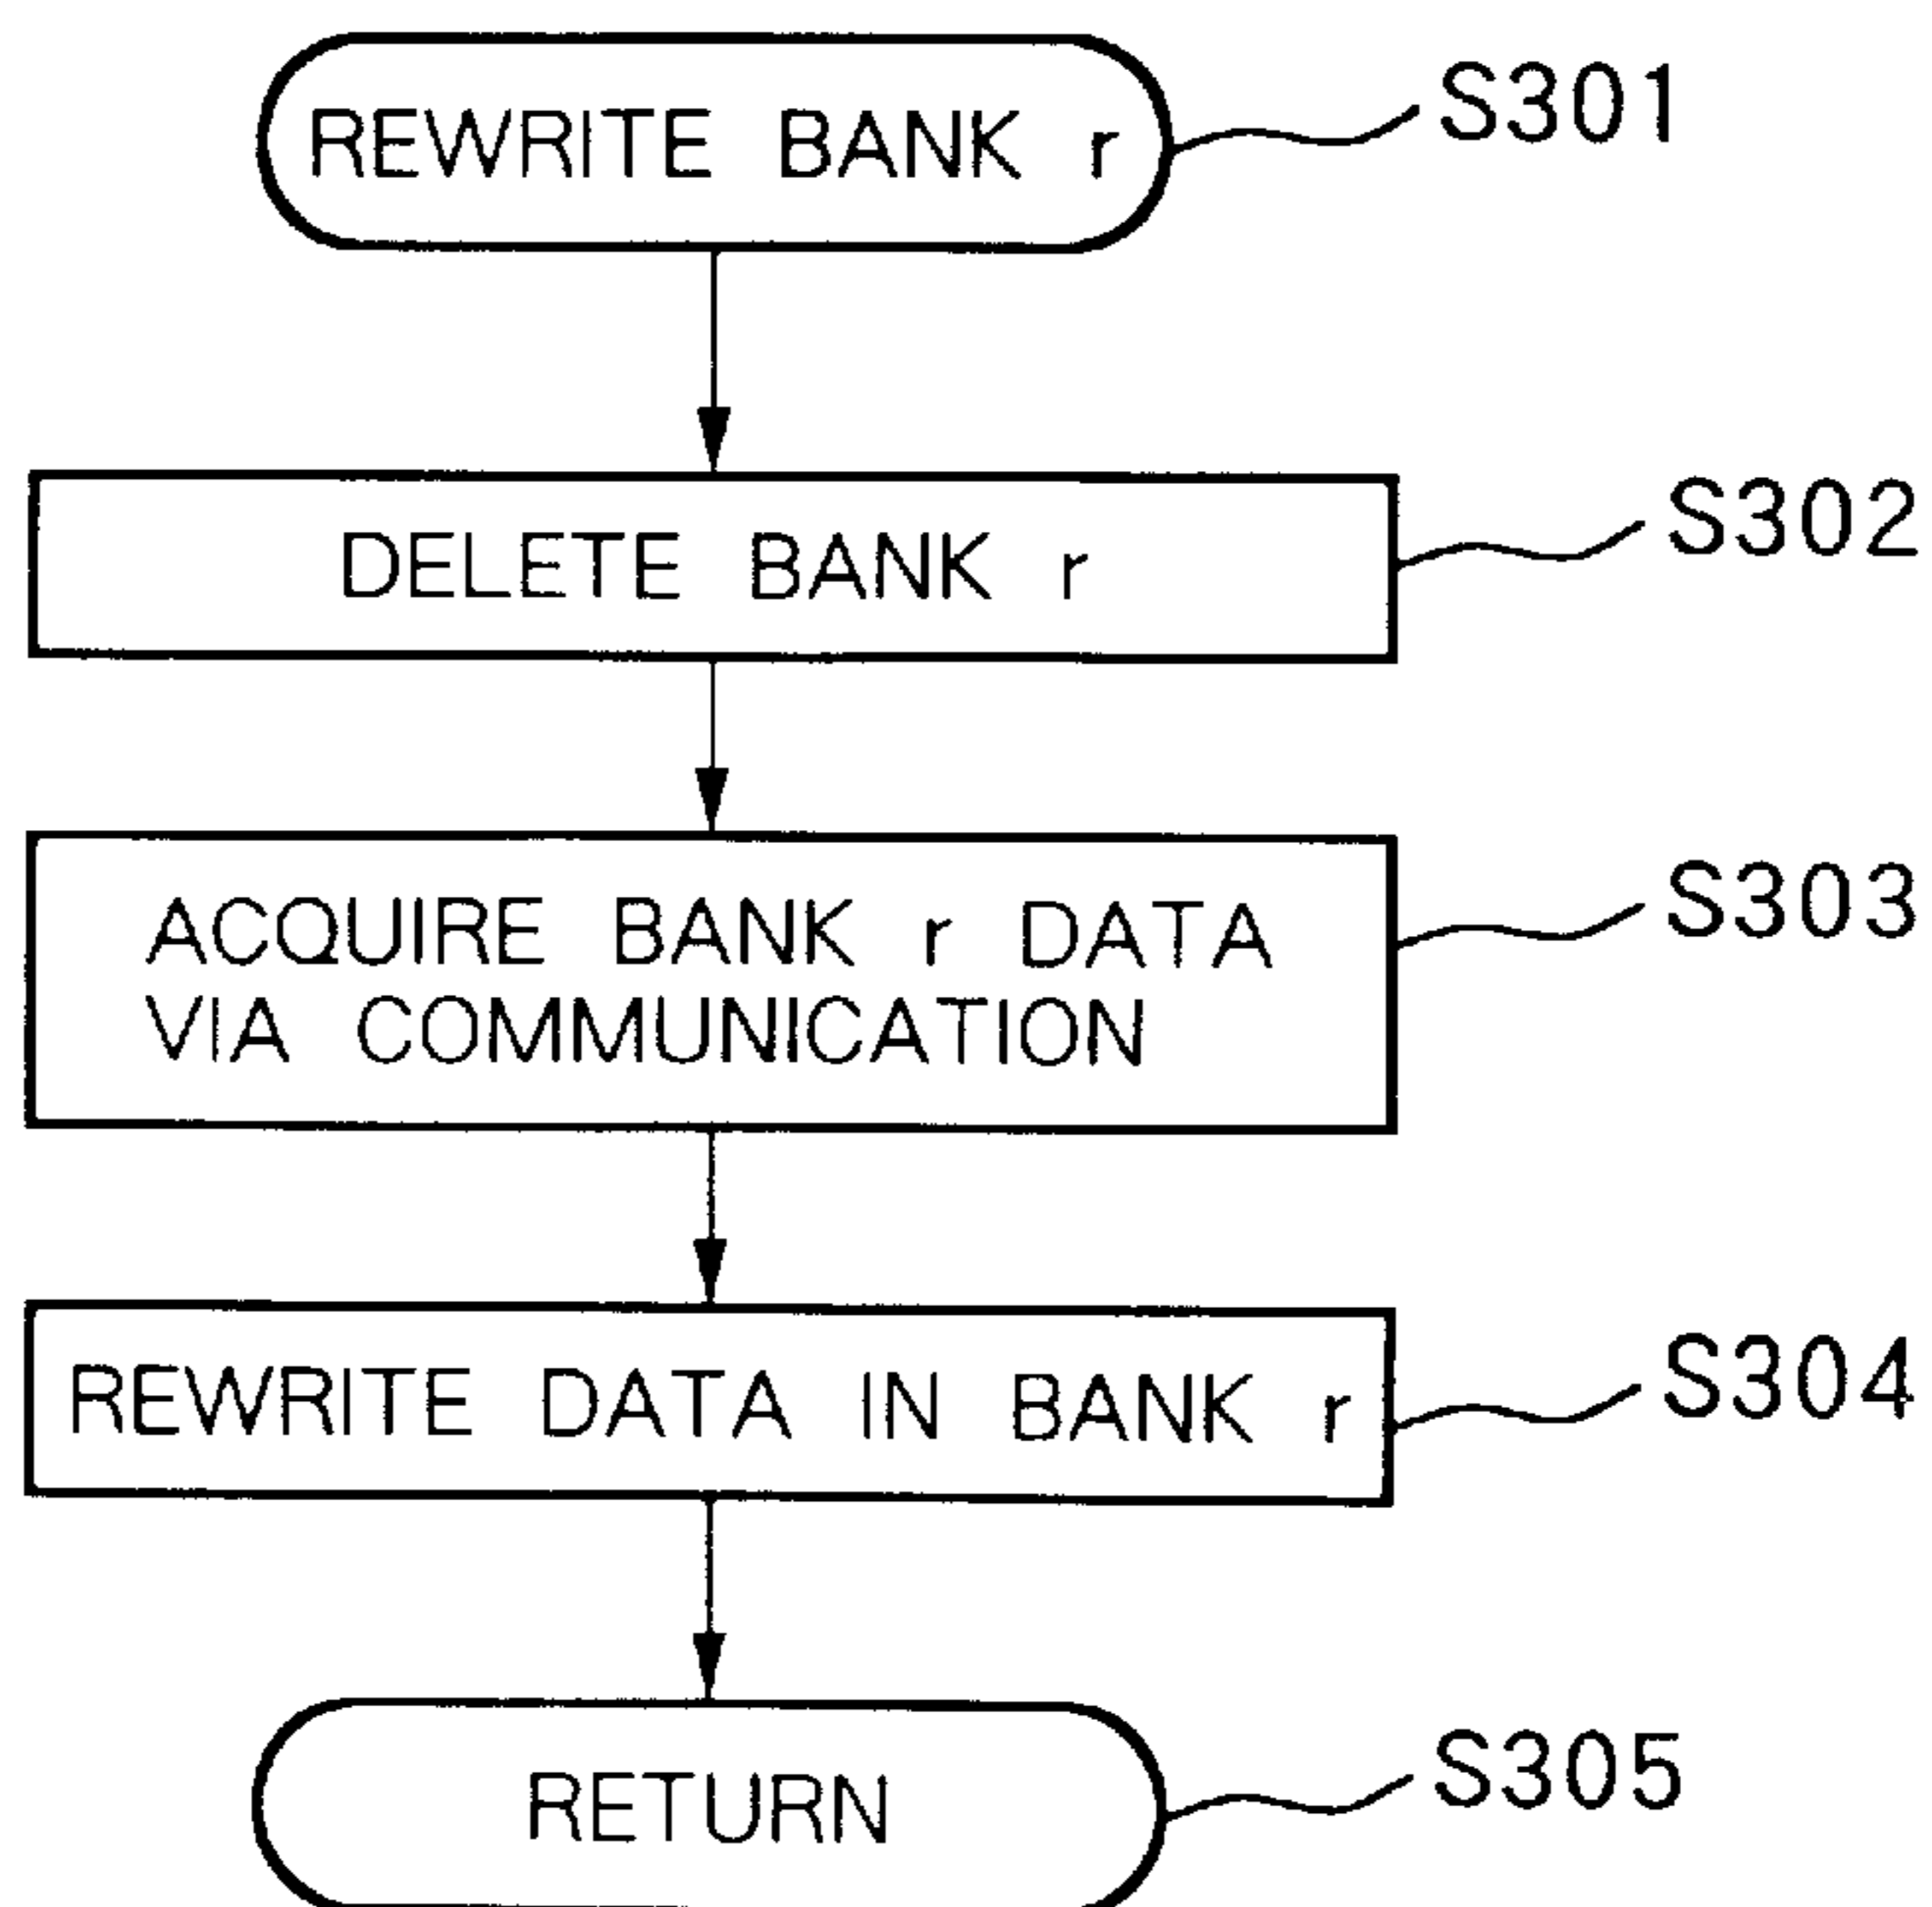 REWRITE BANK r
S301
DELETE BANK r
S302
ACQUIRE BANK r DATA
VIA COMMUNICATION
S303
REWRITE DATA IN BANK r
S304
RETURN
S305